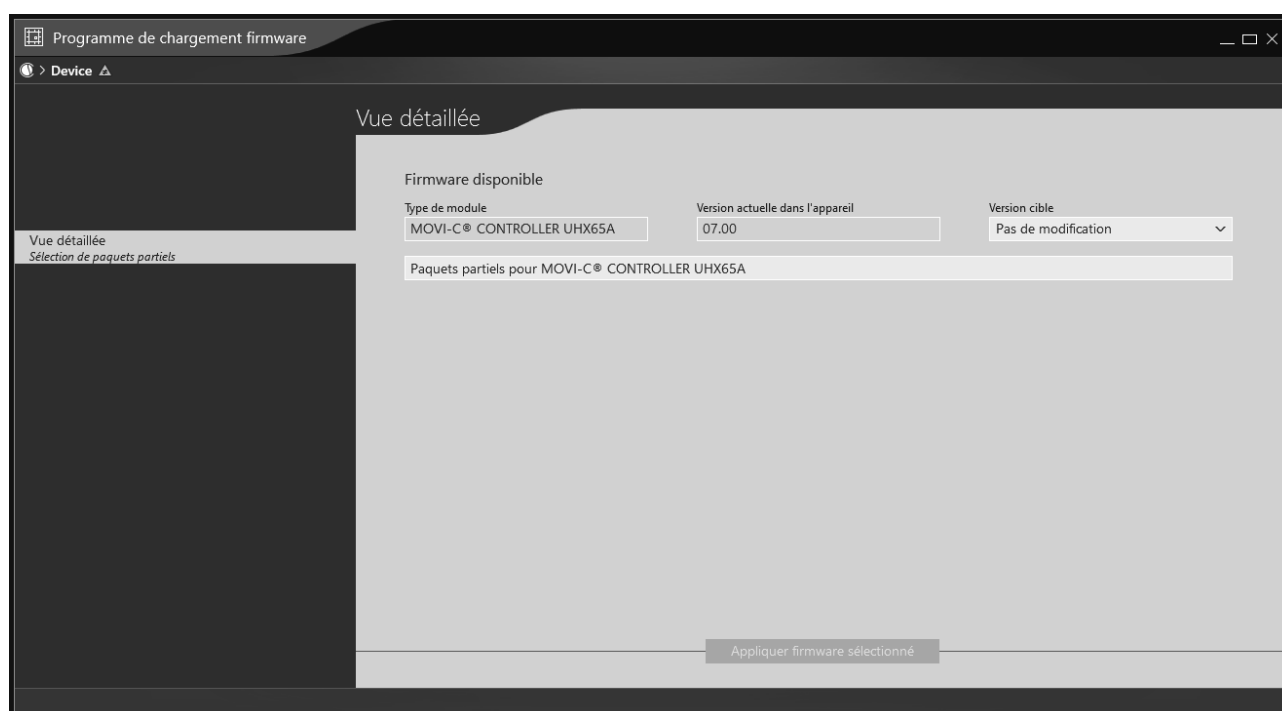 Programme de chargement firmware
> Device
Vue détaillée
Vue détaillée
Sélection de paquets partiels
Firmware disponible
Type de module
Version actuelle dans l'appareil
Version cible
MOVI-C® CONTROLLER UHX65A
07.00
Pas de modification
Paquets partiels pour MOVI-C® CONTROLLER UHX65A
Appliquer firmware sélectionné